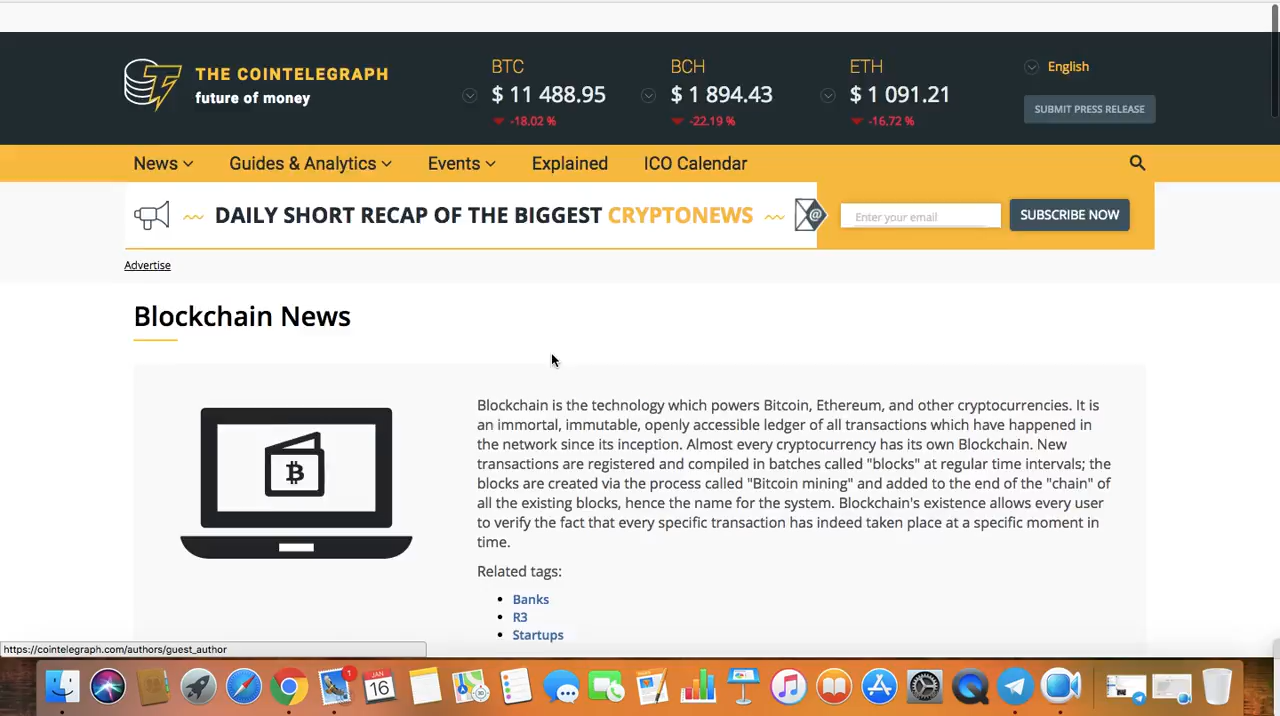 THE COINTELEGRAPH
future of money
BTC
$ 11 488.95
-18.02 %
BCH
$ 1 894.43
-22.19 %
ETH
$ 1 091.21
-16.72 %
English
SUBMIT PRESS RELEASE
News
Guides & Analytics
Events
Explained
ICO Calendar
DAILY SHORT RECAP OF THE BIGGEST CRYPTONEWS
@
Enter your email
SUBSCRIBE NOW
Advertise
Blockchain News
Blockchain is the technology which powers Bitcoin, Ethereum, and other cryptocurrencies. It is
an immortal, immutable, openly accessible ledger of all transactions which have happened in
the network since its inception. Almost every cryptocurrency has its own Blockchain. New
transactions are registered and compiled in batches called "blocks" at regular time intervals; the
blocks are created via the process called "Bitcoin mining" and added to the end of the "chain" of
all the existing blocks, hence the name for the system. Blockchain's existence allows every user
to verify the fact that every specific transaction has indeed taken place at a specific moment in
time.
Related tags:
Banks
R3
Startups
https://cointelegraph.com/authors/guest_author
1
JAN
16